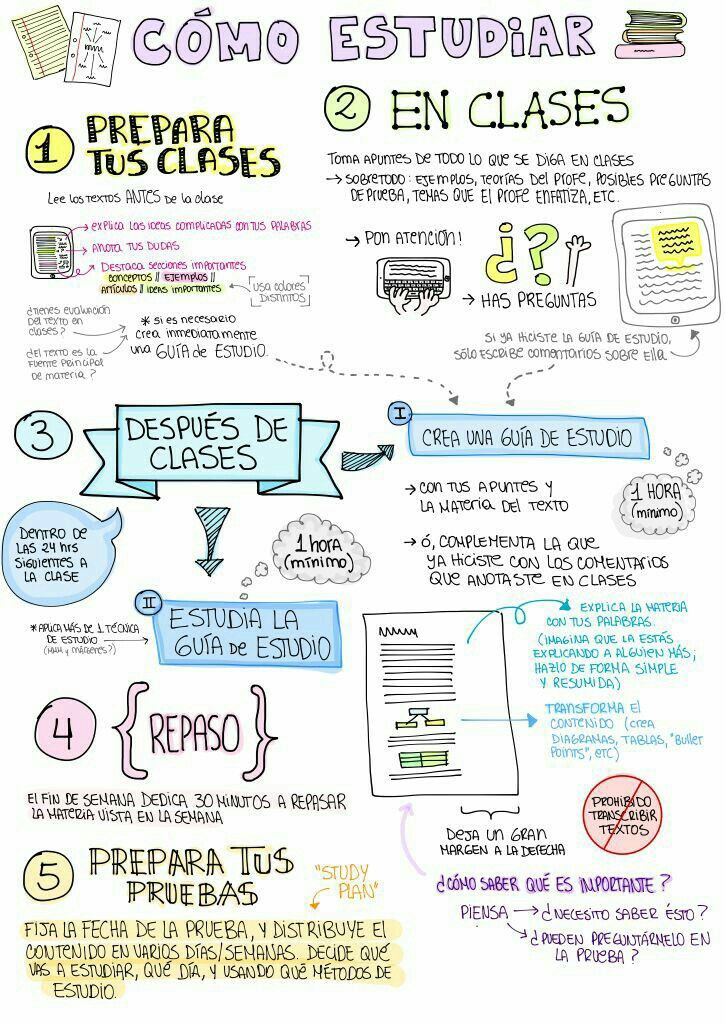 CÓMO ESTUDIAR
1
PREPARA
TUS CLASES
Lee LOS TEXTOS ANTES de la clase
→ explica las ideas complicadas con tus palabras
→ Anota TUS DUDAS
→ Destaca secciones importantes
conceptos // EJEMPLOS //
ARTÍCULOS // ideas importantes
USA COLORES
DISTINTOS
¿TIENES EVALUACIÓN
DEL TEXTO EN
CLASES?
¿EL TEXTO ES LA
FUENTE PRINCIPAL
DE MATERIA?
* si es necesario
crea inmediatamente
una GUÍA de ESTUDIO
2
EN CLASES
TOMA APUNTES DE TODO LO QUE SE DIGA EN CLASES
→ SOBRETODO: EJEMPLOS, TEORÍAS DEL PROFE, POSIBLES PREGUNTAS
DE PRUEBA, TEMAS QUE EL PROFE ENFATIZA, ETC.
→ PON ATENCIÓN!
¿??
→ HAS PREGUNTAS
SI YA HICISTE LA GUÍA DE ESTUDIO,
SÓLO ESCRIBE COMENTARIOS SOBRE ELLA
3
DESPUÉS DE
CLASES
DENTRO DE
LAS 24 hrs
SIGUIENTES A
LA CLASE
I
CREA UNA GUÍA DE ESTUDIO
1 HORA
(mínimo)
→ CON TUS APUNTES Y
LA MATERIA DEL TEXTO
→ Ó, COMPLEMENTA LA QUE
YA HICISTE CON LOS COMENTARIOS
QUE ANOTASTE EN CLASES
1 hora
(mínimo)
II
ESTUDIA LA
GUÍA de ESTUDIO
* APLICA MÁS DE 1 TÉCNICA
DE ESTUDIO
EXPLICA LA MATERIA
CON TUS PALABRAS.
(IMAGINA QUE LA ESTÁS
EXPLICANDO A ALGUIEN MÁS;
HAZLO DE FORMA SIMPLE
Y RESUMIDA)
TRANSFORMA EL
CONTENIDO (CREA
DIAGRAMAS, TABLAS, "BULLET
POINTS", ETC)
PROHIBIDO
TRANSCRIBIR
TEXTOS
DEJA UN GRAN
MARGEN A LA DERECHA
¿CÓMO SABER QUÉ ES IMPORTANTE?
PIENSA → ¿NECESITO SABER ÉSTO?
→ ¿PUEDEN PREGUNTÁRMELO EN
LA PRUEBA?
4
{REPASO}
El FIN DE SEMANA DEDICA 30 MINUTOS A REPASAR
LA MATERIA VISTA EN LA SEMANA
5
PREPARA TUS
PRUEBAS
"STUDY
PLAN"
FIJA LA FECHA DE LA PRUEBA, Y DISTRIBUYE EL
CONTENIDO EN VARIOS DÍAS/SEMANAS. DECIDE QUÉ
VAS A ESTUDIAR, QUÉ DÍA, Y USANDO QUÉ MÉTODOS DE
ESTUDIO.